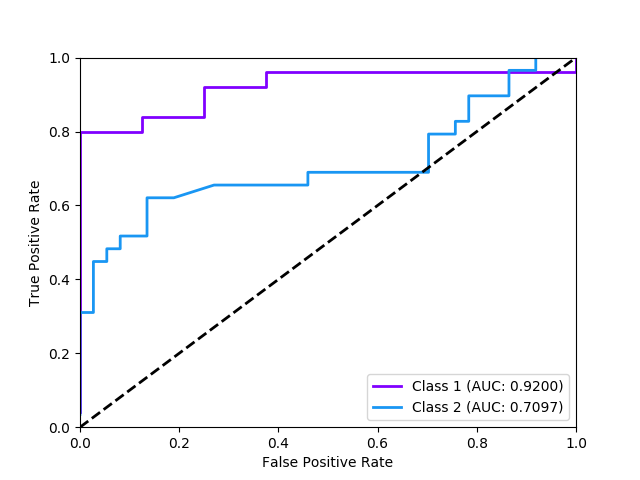 1.0
0.8
0.6
0.4
0.2
0.0
True Positive Rate
Class 1 (AUC: 0.9200)
Class 2 (AUC: 0.7097)
0.0 0.2 0.4 0.6 0.8 1.0
False Positive Rate